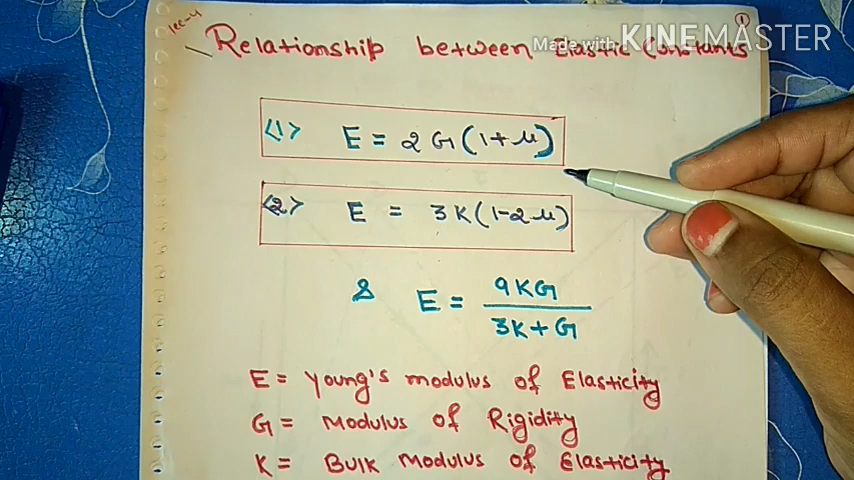 lec-4
①
Relationship between Elastic Constants
Made with KINEMASTER
<1> E = 2G(1+μ)
<2> E = 3K(1-2μ)
& E = 9KG / 3K+G
E = Young's modulus of Elasticity
G = Modulus of Rigidity
K = Bulk Modulus of Elasticity